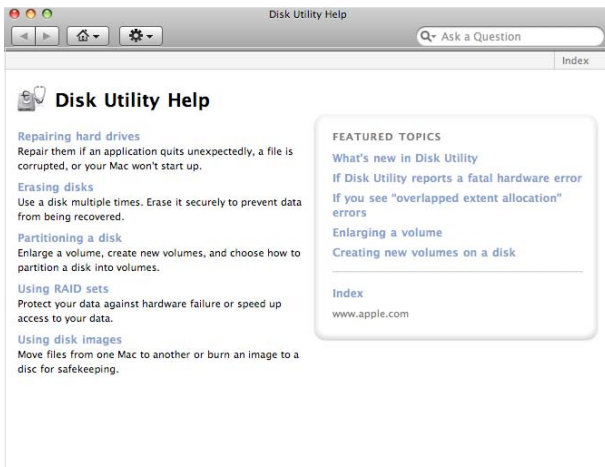 Disk Utility Help
Ask a Question
Index
Disk Utility Help
Repairing hard drives
Repair them if an application quits unexpectedly, a file is
corrupted, or your Mac won't start up.
Erasing disks
Use a disk multiple times. Erase it securely to prevent data
from being recovered.
Partitioning a disk
Enlarge a volume, create new volumes, and choose how to
partition a disk into volumes.
Using RAID sets
Protect your data against hardware failure or speed up
access to your data.
Using disk images
Move files from one Mac to another or burn an image to a
disc for safekeeping.
FEATURED TOPICS
What's new in Disk Utility
If Disk Utility reports a fatal hardware error
If you see "overlapped extent allocation"
errors
Enlarging a volume
Creating new volumes on a disk
Index
www.apple.com